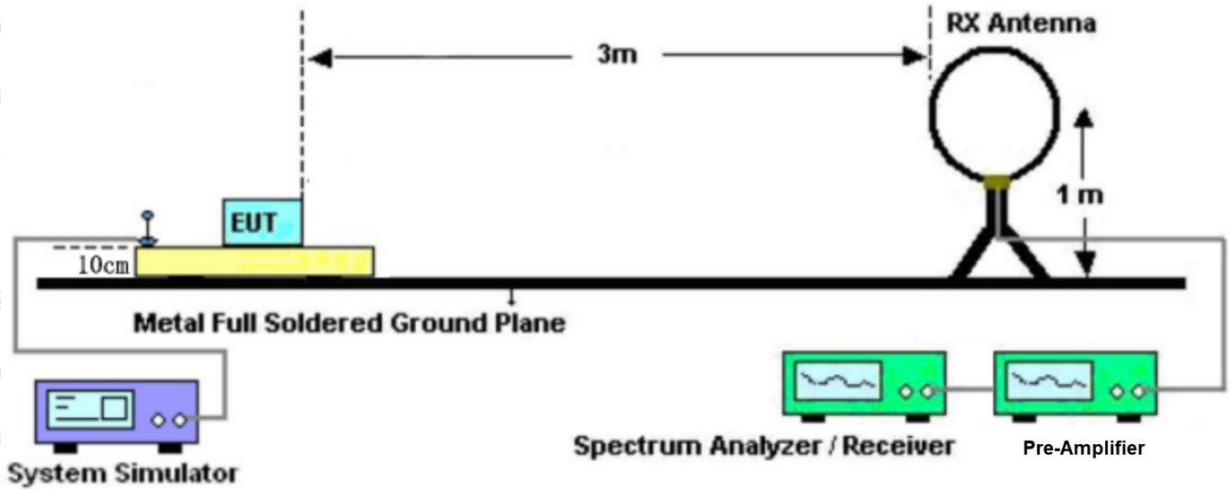 RX Antenna
3m
1 m
EUT
10cm
Metal Full Soldered Ground Plane
Spectrum Analyzer / Receiver
Pre-Amplifier
System Simulator